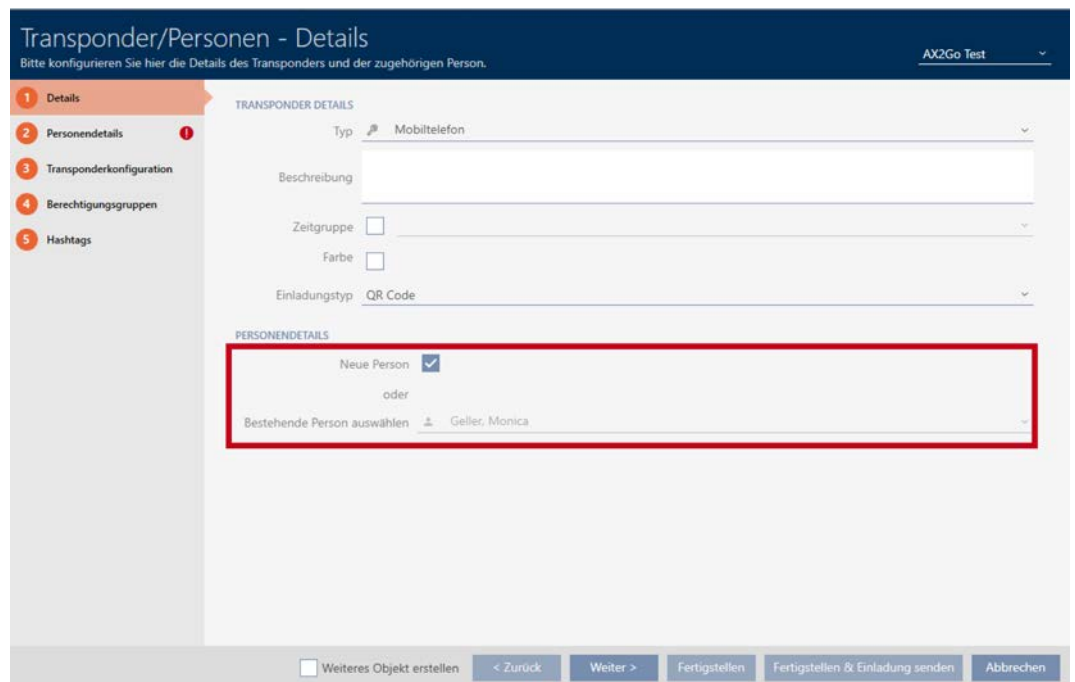 Transponder/Personen - Details
Bitte konfigurieren Sie hier die Details des Transponders und der zugehörigen Person.
AX2Go Test
1 Details
2 Personendetails !
3 Transponderkonfiguration
4 Berechtigungsgruppen
5 Hashtags
TRANSPONDER DETAILS
Typ Mobiltelefon
Beschreibung
Zeitgruppe
Farbe
Einladungstyp QR Code
PERSONENDETAILS
Neue Person
oder
Bestehende Person auswählen Geller, Monica
Weiteres Objekt erstellen < Zurück Weiter > Fertigstellen Fertigstellen & Einladung senden Abbrechen